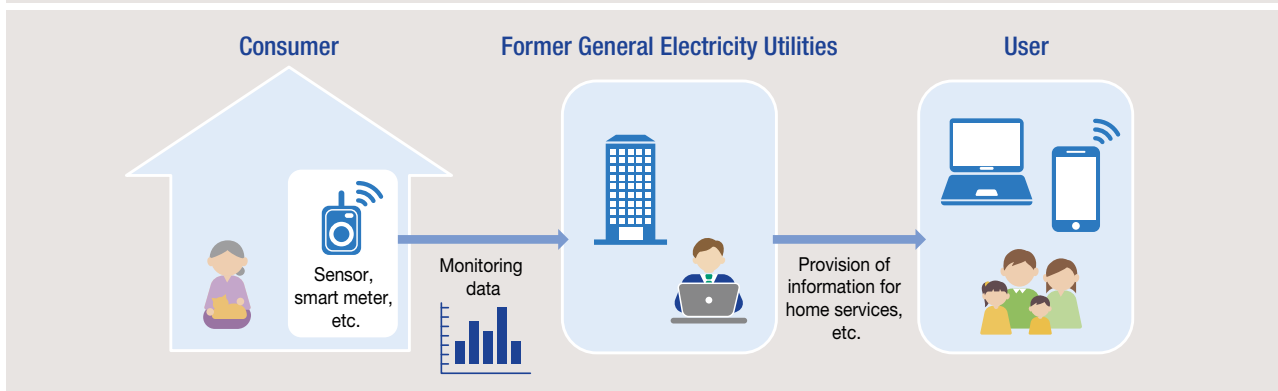 Consumer
Former General Electricity Utilities
User
Sensor,
smart meter,
etc.
Monitoring
data
Provision of
information for
home services,
etc.